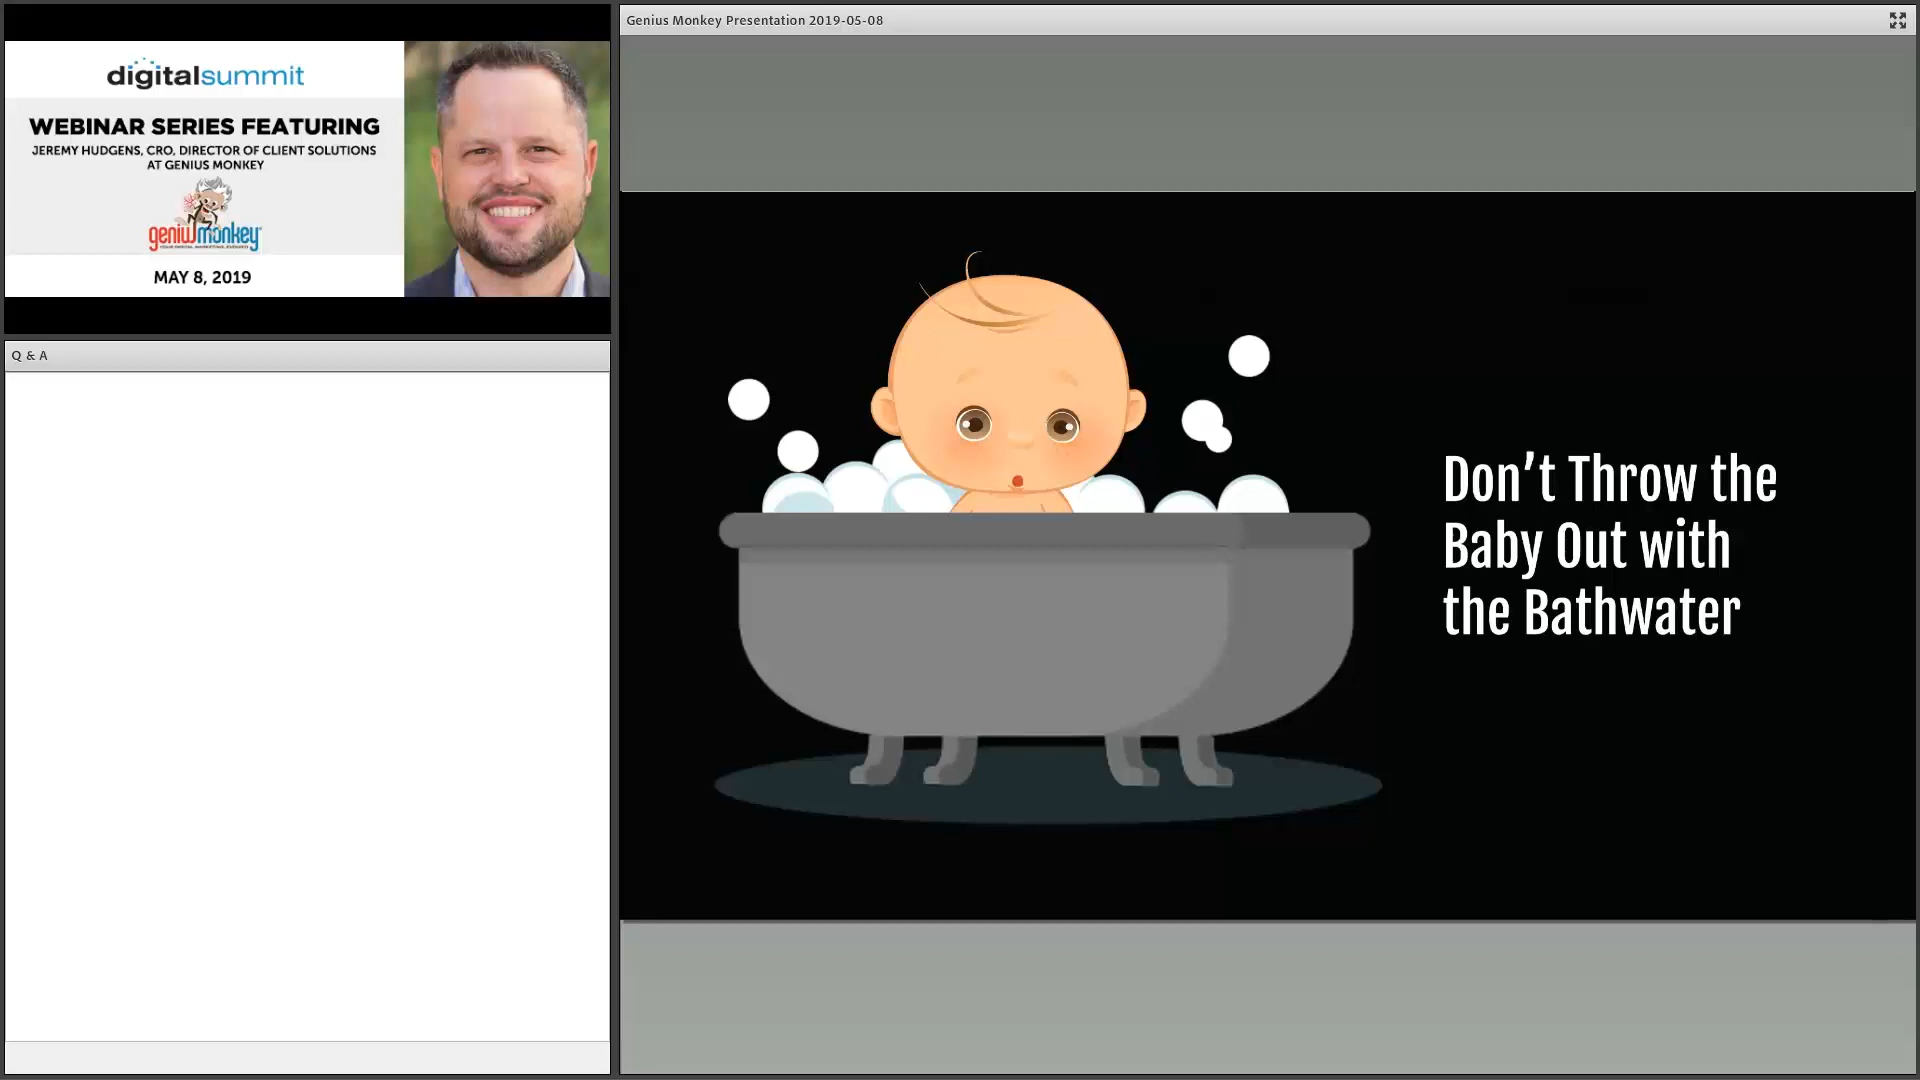 Genius Monkey Presentation 2019-05-08
digitalsummit
WEBINAR SERIES FEATURING
JEREMY HUDGENS, CRO, DIRECTOR OF CLIENT SOLUTIONS
AT GENIUS MONKEY
geniusmonkey
MAY 8, 2019
Q & A
Don’t Throw the
Baby Out with
the Bathwater